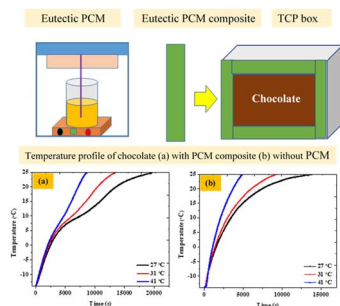 Eutectic PCM
Eutectic PCM composite
TCP box
Chocolate
Temperature profile of chocolate (a) with PCM composite (b) without PCM
(a)
Temperature (°C)
25
20
15
10
5
0
-5
-10
27 °C
31 °C
41 °C
0
5000
10000
15000
20000
Time (s)
(b)
Temperature (°C)
25
20
15
10
5
0
-5
-10
27 °C
31 °C
41 °C
0
5000
10000
15000
Time (s)